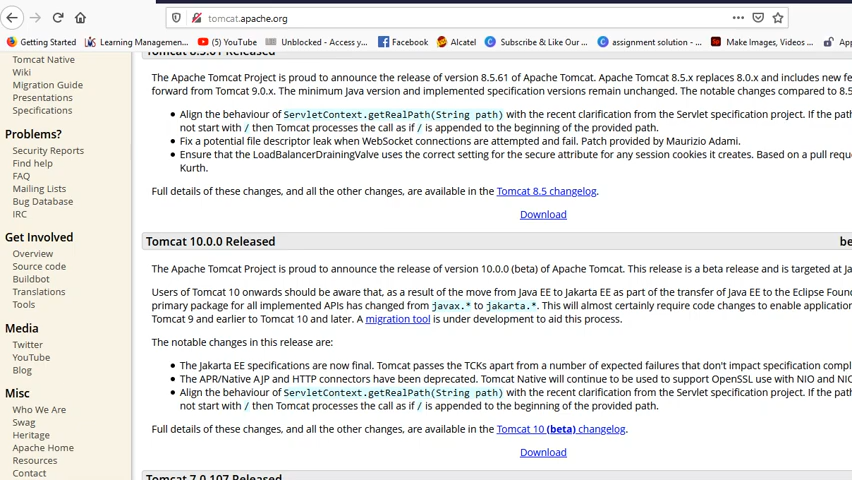 tomcat.apache.org
Getting Started
Learning Managemen...
(5) YouTube
Unblocked - Access y...
Facebook
Alcatel
Subscribe & Like Our ...
assignment solution - ...
Make Images, Videos ...
Tomcat Native
Wiki
Migration Guide
Presentations
Specifications
Problems?
Security Reports
Find help
FAQ
Mailing Lists
Bug Database
IRC
Get Involved
Overview
Source code
Buildbot
Translations
Tools
Media
Twitter
YouTube
Blog
Misc
Who We Are
Swag
Heritage
Apache Home
Resources
Contact
Tomcat 8.5.61 Released
The Apache Tomcat Project is proud to announce the release of version 8.5.61 of Apache Tomcat. Apache Tomcat 8.5.x replaces 8.0.x and includes new fe
forward from Tomcat 9.0.x. The minimum Java version and implemented specification versions remain unchanged. The notable changes compared to 8.5
Align the behaviour of ServletContext.getRealPath(String path) with the recent clarification from the Servlet specification project. If the path
not start with / then Tomcat processes the call as if / is appended to the beginning of the provided path.
Fix a potential file descriptor leak when WebSocket connections are attempted and fail. Patch provided by Maurizio Adami.
Ensure that the LoadBalancerDrainingValve uses the correct setting for the secure attribute for any session cookies it creates. Based on a pull reque
Kurth.
Full details of these changes, and all the other changes, are available in the Tomcat 8.5 changelog.
Download
Tomcat 10.0.0 Released be
The Apache Tomcat Project is proud to announce the release of version 10.0.0 (beta) of Apache Tomcat. This release is a beta release and is targeted at Ja
Users of Tomcat 10 onwards should be aware that, as a result of the move from Java EE to Jakarta EE as part of the transfer of Java EE to the Eclipse Foun
primary package for all implemented APIs has changed from javax.* to jakarta.*. This will almost certainly require code changes to enable application
Tomcat 9 and earlier to Tomcat 10 and later. A migration tool is under development to aid this process.
The notable changes in this release are:
The Jakarta EE specifications are now final. Tomcat passes the TCKs apart from a number of expected failures that don't impact specification compl
The APR/Native AJP and HTTP connectors have been deprecated. Tomcat Native will continue to be used to support OpenSSL use with NIO and NIO
Align the behaviour of ServletContext.getRealPath(String path) with the recent clarification from the Servlet specification project. If the path
not start with / then Tomcat processes the call as if / is appended to the beginning of the provided path.
Full details of these changes, and all the other changes, are available in the Tomcat 10 (beta) changelog.
Download
Tomcat 7.0.107 Released